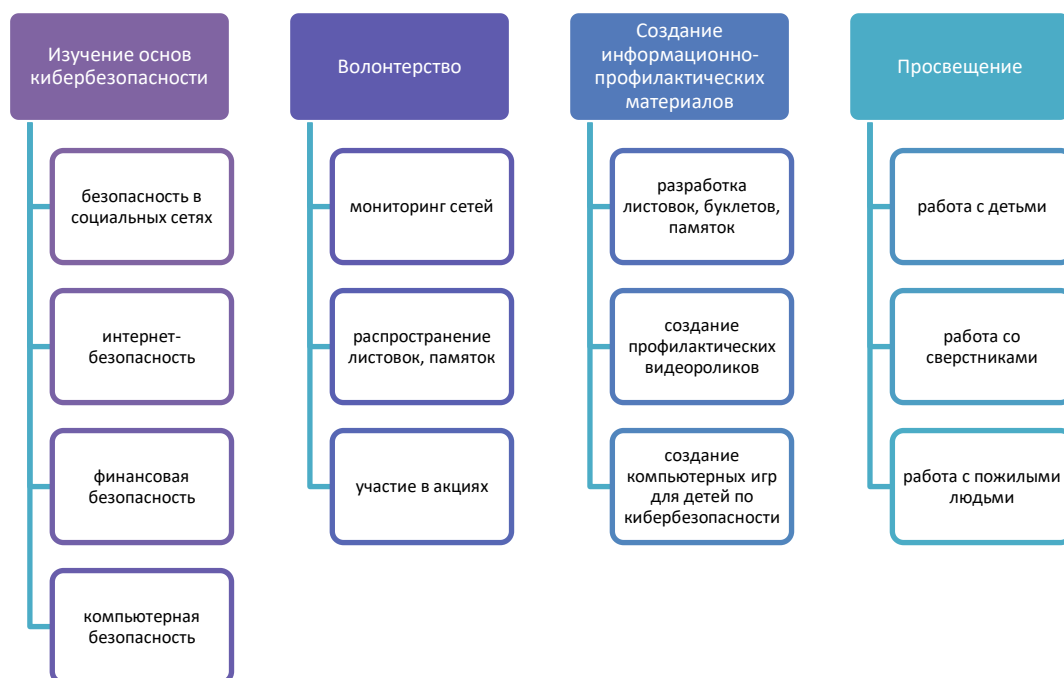 Изучение основ
кибербезопасности
безопасность в
социальных сетях
интернет-
безопасность
финансовая
безопасность
компьютерная
безопасность
Волонтерство
мониторинг сетей
распространение
листовок, памяток
участие в акциях
Создание
информационно-
профилактических
материалов
разработка
листовок, буклетов,
памяток
создание
профилактических
видеороликов
создание
компьютерных игр
для детей по
кибербезопасности
Просвещение
работа с детьми
работа со
сверстниками
работа с пожилыми
людьми